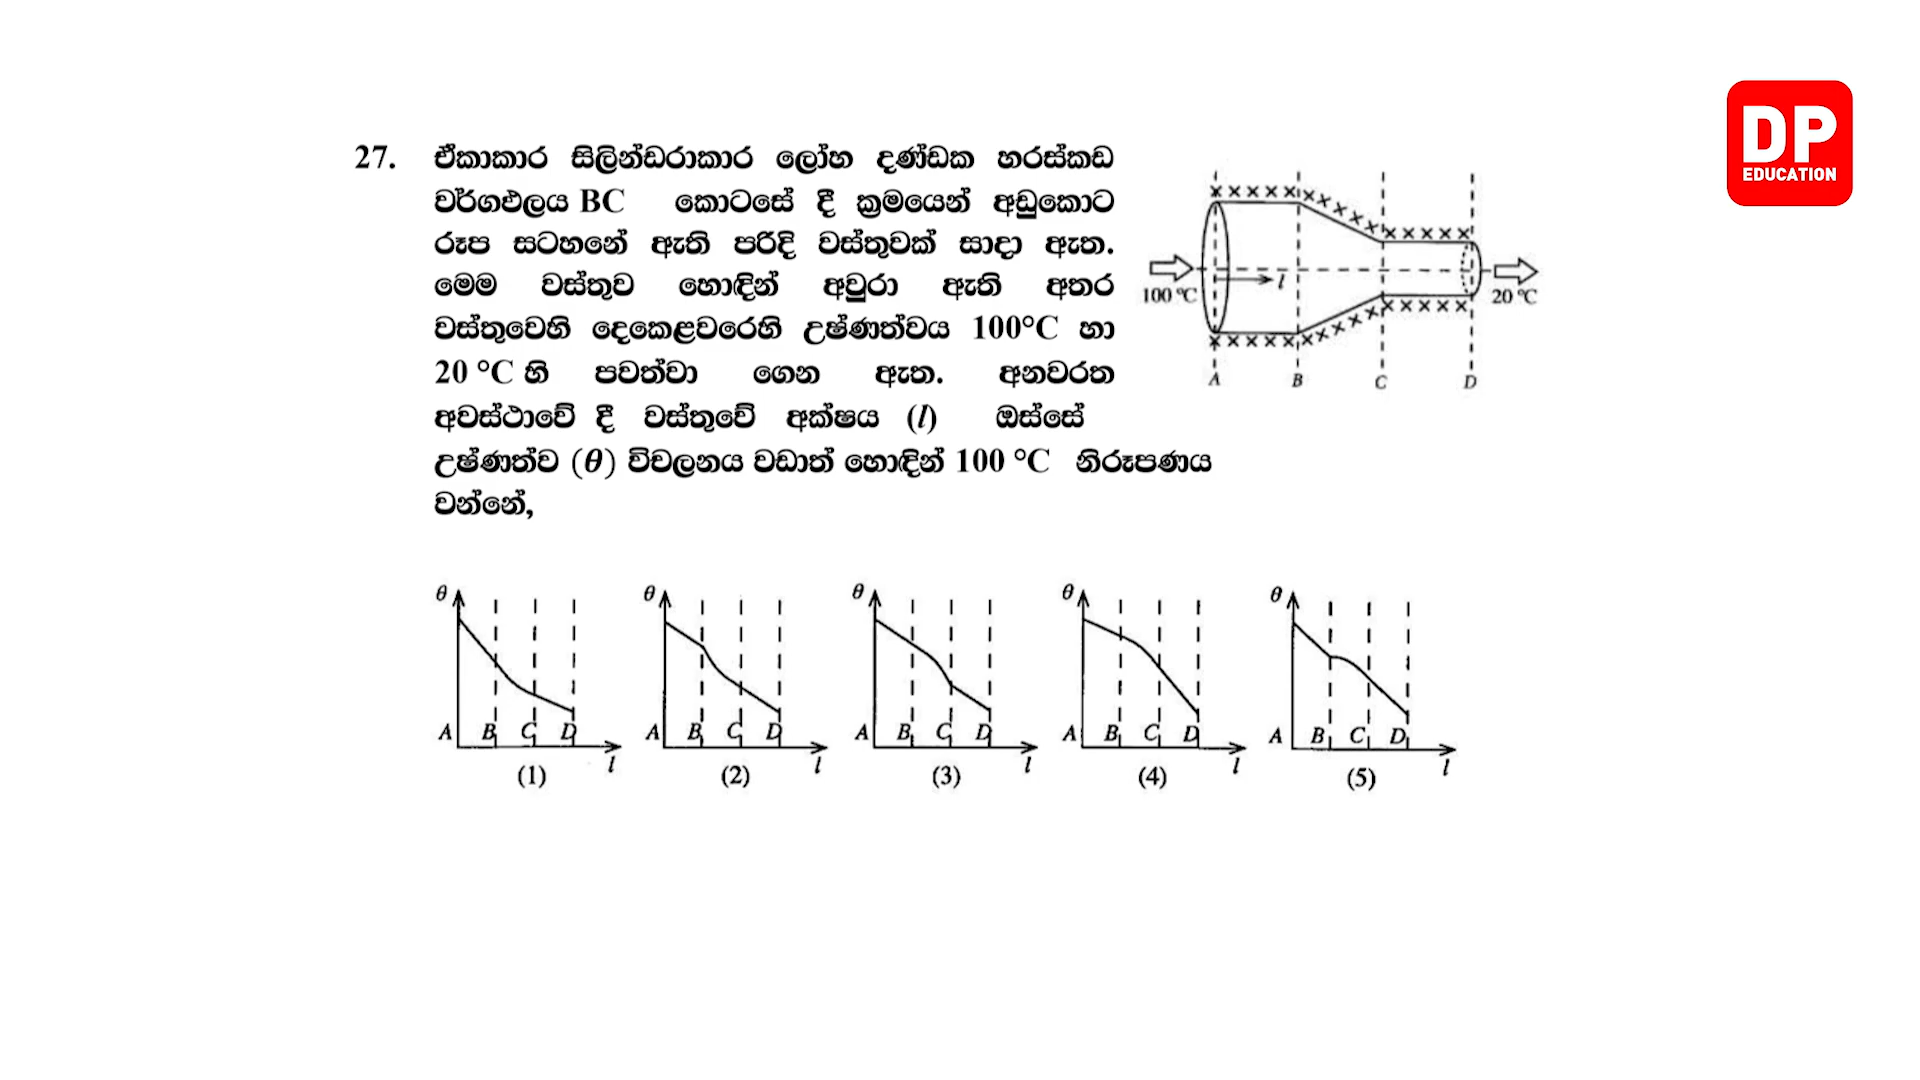 DP
EDUCATION
27. ඒකාකාර සිලින්ඩරාකාර ලෝහ දණ්ඩක හරස්කඩ
වර්ගඵලය BC කොටසේ දී ක්‍රමයෙන් අඩුකොට
රූප සටහනේ ඇති පරිදි වස්තුවක් සාදා ඇත.
මෙම වස්තුව හොඳින් අවුරා ඇති අතර
වස්තුවෙහි දෙකෙළවරෙහි උෂ්ණත්වය 100°C හා
20 °C හි පවත්වා ගෙන ඇත. අනවරත
අවස්ථාවේ දී වස්තුවේ අක්ෂය (l) ඔස්සේ
උෂ්ණත්ව (θ) විචලනය වඩාත් හොඳින් 100 °C නිරූපණය
වන්නේ,
100 °C l 20 °C
A B C D
θ θ θ θ θ
A B C D A B C D A B C D A B C D A B C D
l l l l l
(1) (2) (3) (4) (5)